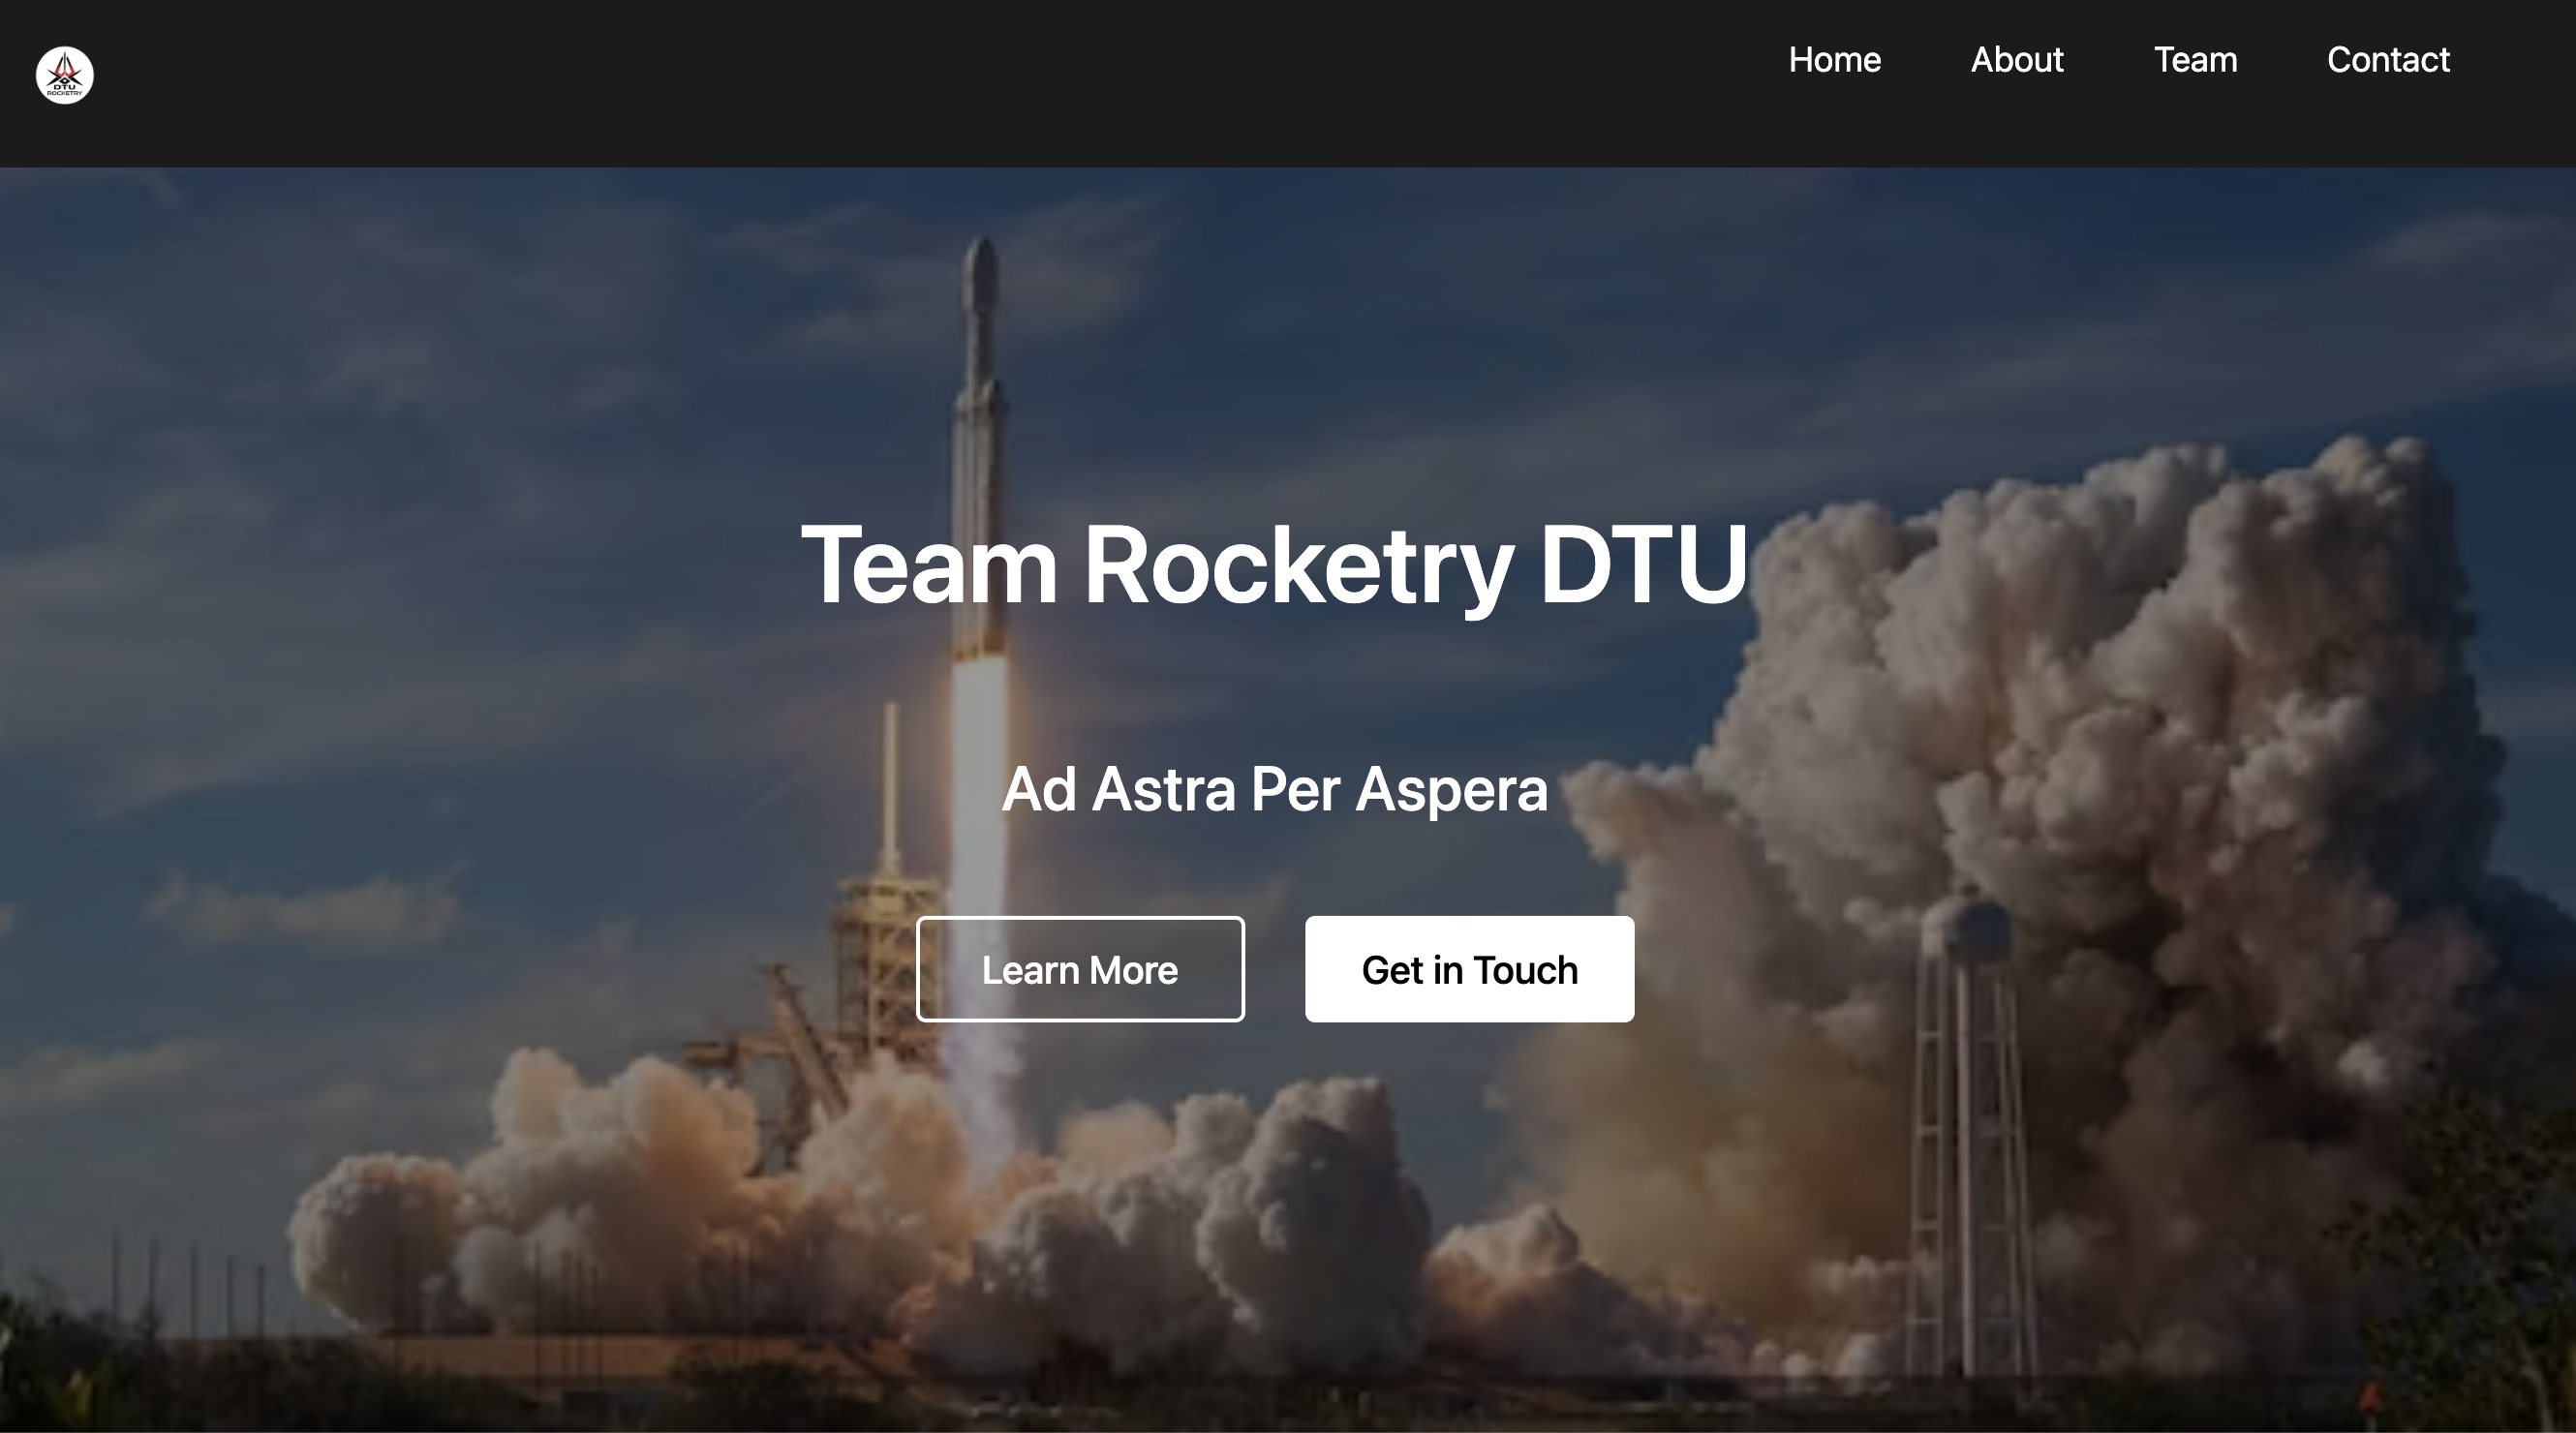 DTU
ROCKETRY
Home About Team Contact
Team Rocketry DTU
Ad Astra Per Aspera
Learn More Get in Touch